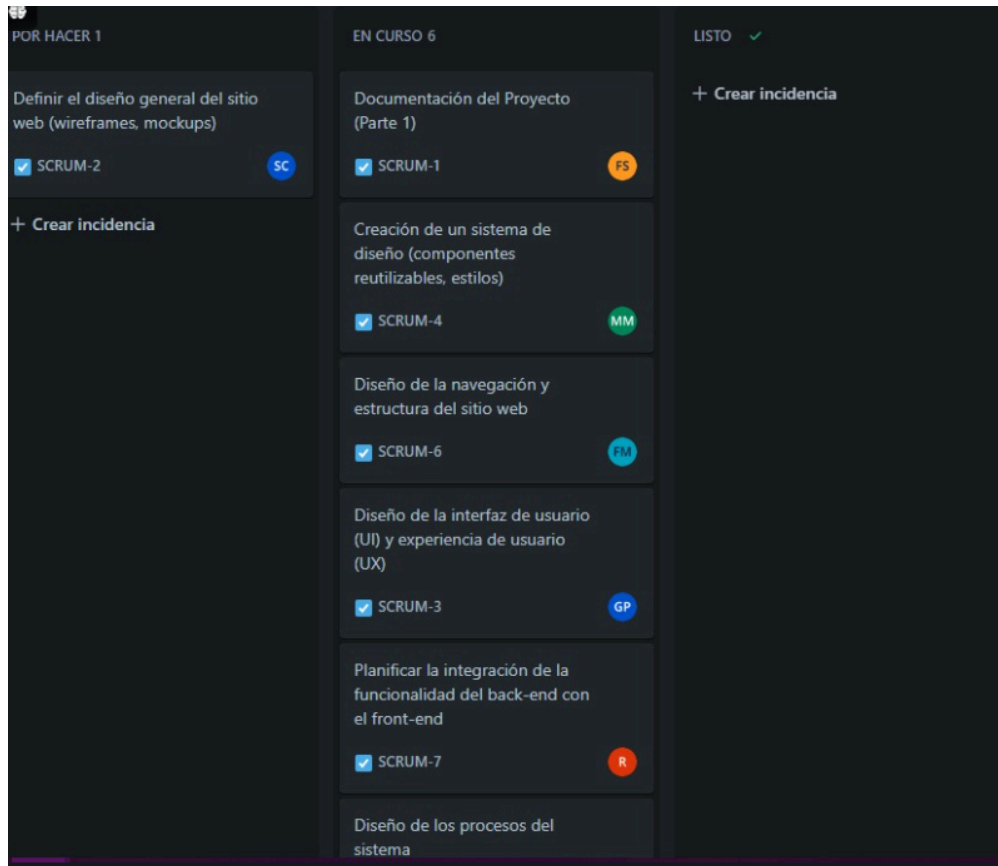 POR HACER 1
Definir el diseño general del sitio
web (wireframes, mockups)
SCRUM-2
SC
+ Crear incidencia
EN CURSO 6
Documentación del Proyecto
(Parte 1)
SCRUM-1
FS
Creación de un sistema de
diseño (componentes
reutilizables, estilos)
SCRUM-4
MM
Diseño de la navegación y
estructura del sitio web
SCRUM-6
FM
Diseño de la interfaz de usuario
(UI) y experiencia de usuario
(UX)
SCRUM-3
GP
Planificar la integración de la
funcionalidad del back-end con
el front-end
SCRUM-7
R
Diseño de los procesos del
sistema
LISTO
+ Crear incidencia